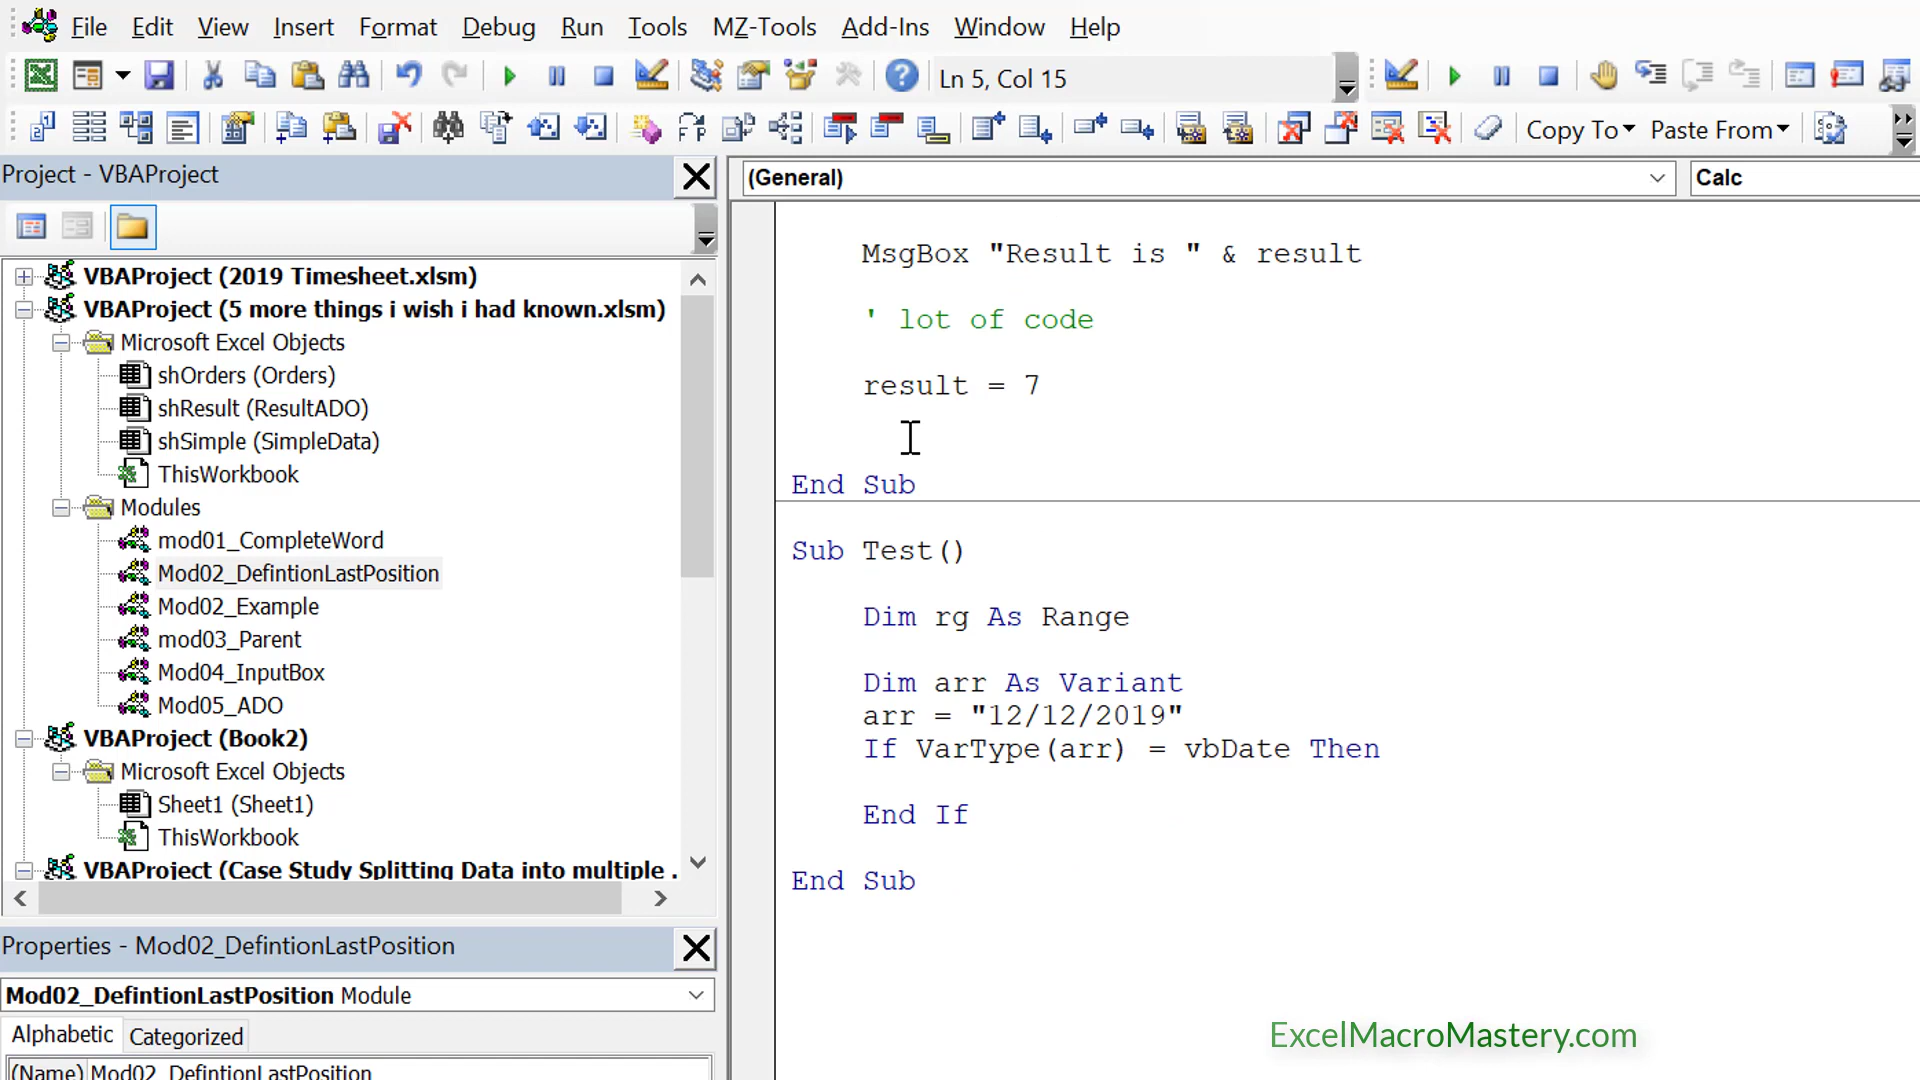 File Edit View Insert Format Debug Run Tools MZ-Tools Add-Ins Window Help
Ln 5, Col 15
Copy To Paste From
Project - VBAProject
(General) Calc
VBAProject (2019 Timesheet.xlsm)
VBAProject (5 more things i wish i had known.xlsm)
Microsoft Excel Objects
shOrders (Orders)
shResult (ResultADO)
shSimple (SimpleData)
ThisWorkbook
Modules
mod01_CompleteWord
Mod02_DefintionLastPosition
Mod02_Example
mod03_Parent
Mod04_InputBox
Mod05_ADO
VBAProject (Book2)
Microsoft Excel Objects
Sheet1 (Sheet1)
ThisWorkbook
VBAProject (Case Study Splitting Data into multiple .
Properties - Mod02_DefintionLastPosition
Mod02_DefintionLastPosition Module
Alphabetic Categorized
(Name) Mod02_DefintionLastPosition
MsgBox "Result is " & result
' lot of code
result = 7
End Sub
Sub Test()
Dim rg As Range
Dim arr As Variant
arr = "12/12/2019"
If VarType(arr) = vbDate Then
End If
End Sub
ExcelMacroMastery.com